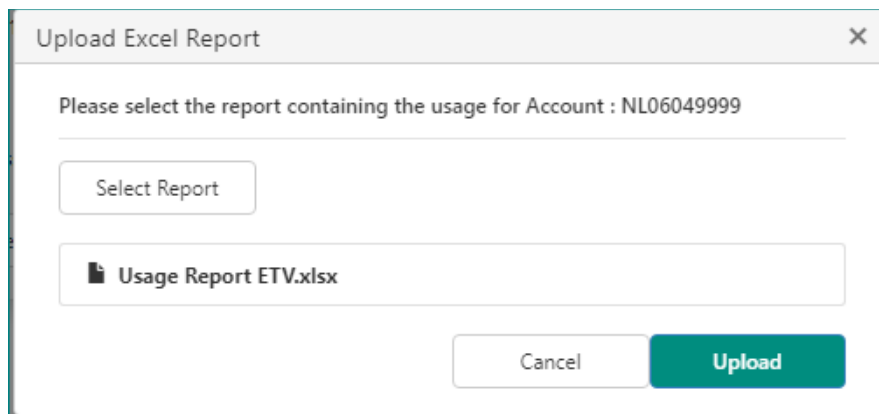 Upload Excel Report
Please select the report containing the usage for Account : NL06049999
Select Report
Usage Report ETV.xlsx
Cancel
Upload